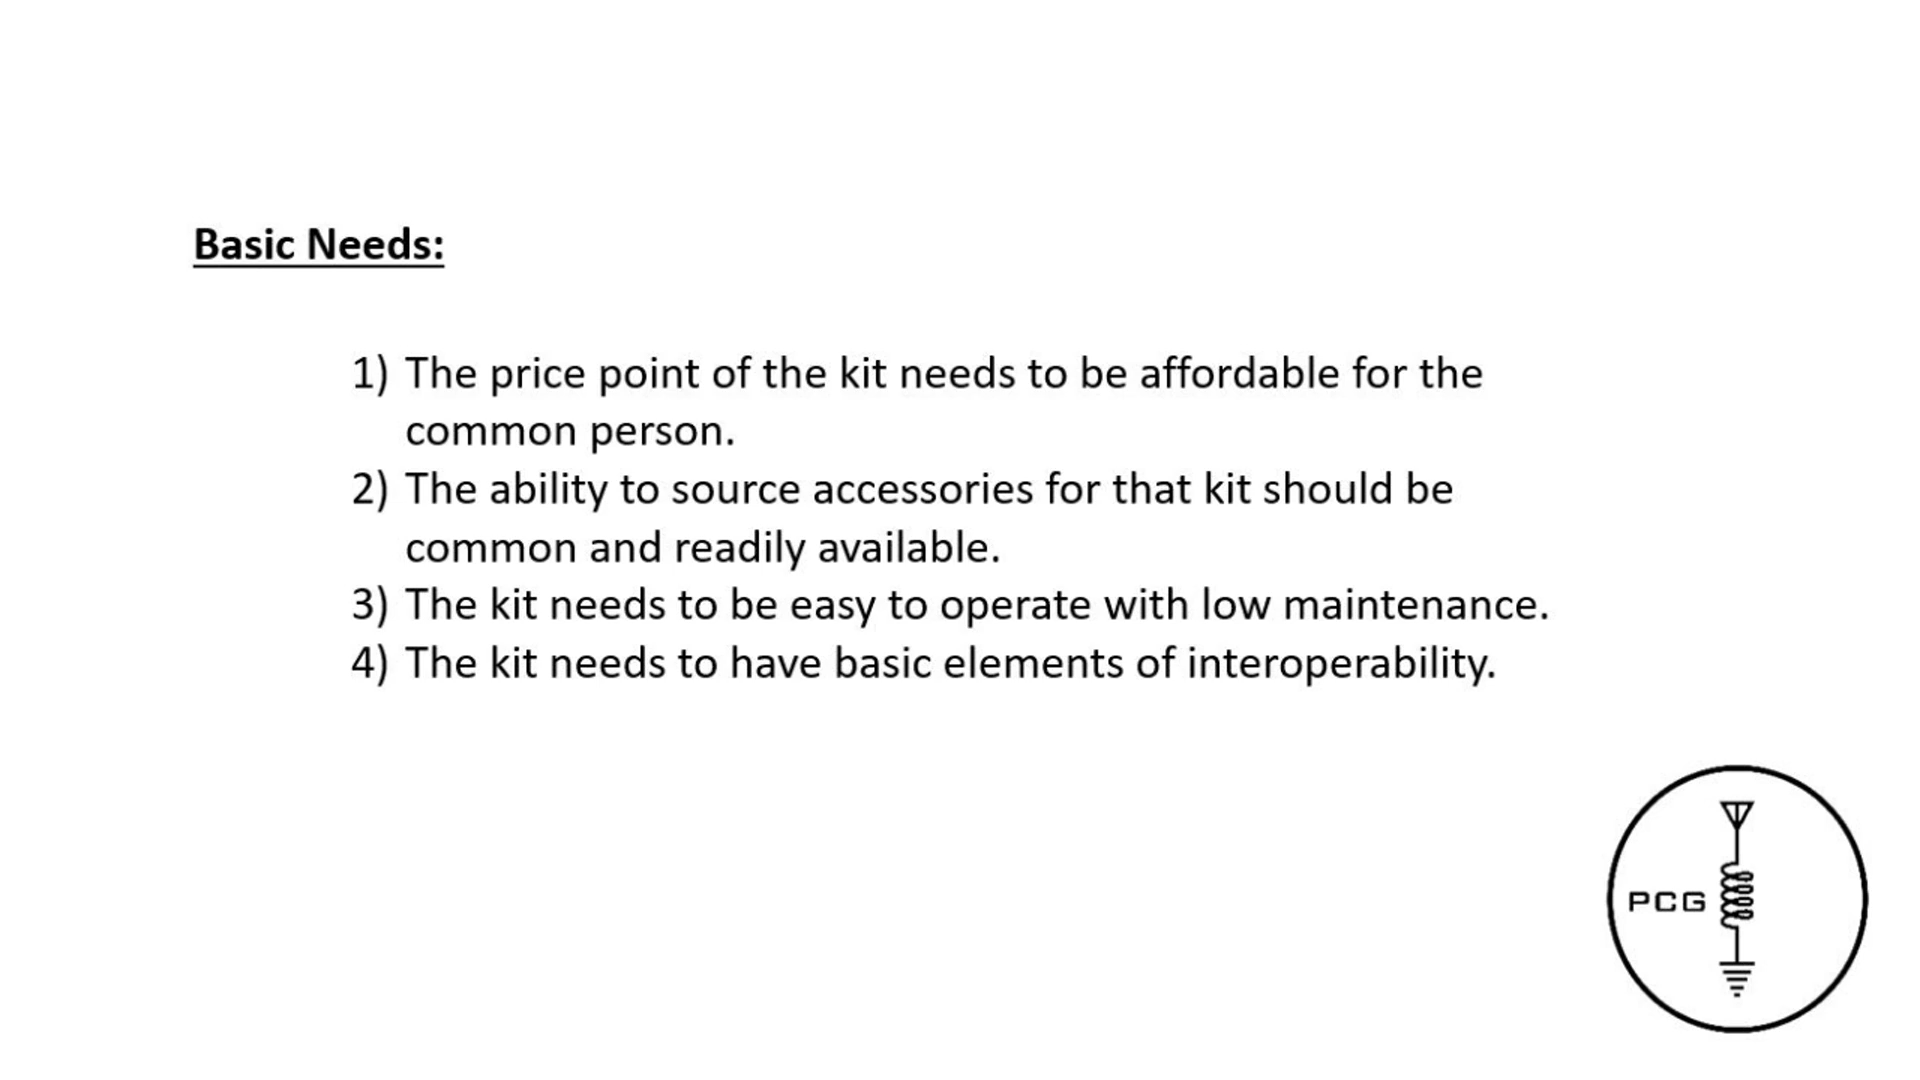 Basic Needs:
1) The price point of the kit needs to be affordable for the
common person.
2) The ability to source accessories for that kit should be
common and readily available.
3) The kit needs to be easy to operate with low maintenance.
4) The kit needs to have basic elements of interoperability.
PCG